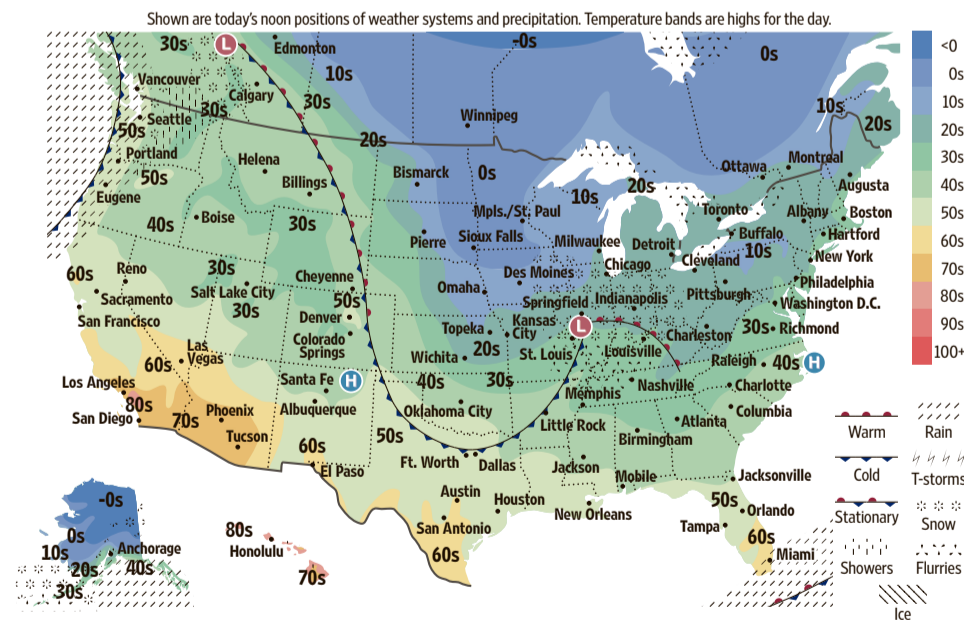 Shown are today's noon positions of weather systems and precipitation. Temperature bands are highs for the day.
30s
L
Edmonton
-0s
0s
<0
0s
10s
20s
30s
40s
50s
60s
70s
80s
90s
100+
10s
Vancouver
Calgary
30s
30s
Seattle
50s
Winnipeg
10s
20s
20s
Portland
50s
Eugene
Helena
Billings
Bismarck
0s
10s
20s
Ottawa
Montreal
Augusta
40s
Boise
30s
Pierre
Mpls./St. Paul
Sioux Falls
Milwaukee
Detroit
Toronto
Buffalo
10s
Albany
Boston
Hartford
New York
60s
Reno
30s
Salt Lake City
30s
Cheyenne
50s
Omaha
Des Moines
Chicago
Cleveland
Pittsburgh
Philadelphia
Washington D.C.
Sacramento
San Francisco
Denver
Colorado
Springs
Topeka
Kansas
City
Springfield
Indianapolis
L
Charleston
30s
Richmond
Las
Vegas
60s
Wichita
20s
St. Louis
Louisville
Raleigh
40s
H
Los Angeles
80s
San Diego
70s
Phoenix
Tucson
Santa Fe
H
Albuquerque
40s
30s
Oklahoma City
Memphis
Nashville
Charlotte
Columbia
Little Rock
Atlanta
Birmingham
60s
El Paso
50s
Ft. Worth
Dallas
Jackson
Mobile
Jacksonville
Austin
Houston
San Antonio
60s
New Orleans
50s
Orlando
Tampa
60s
Miami
-0s
0s
10s
20s
30s
Anchorage
40s
80s
Honolulu
70s
Warm
Rain
Cold
T-storms
Stationary
Snow
Showers
Flurries
Ice